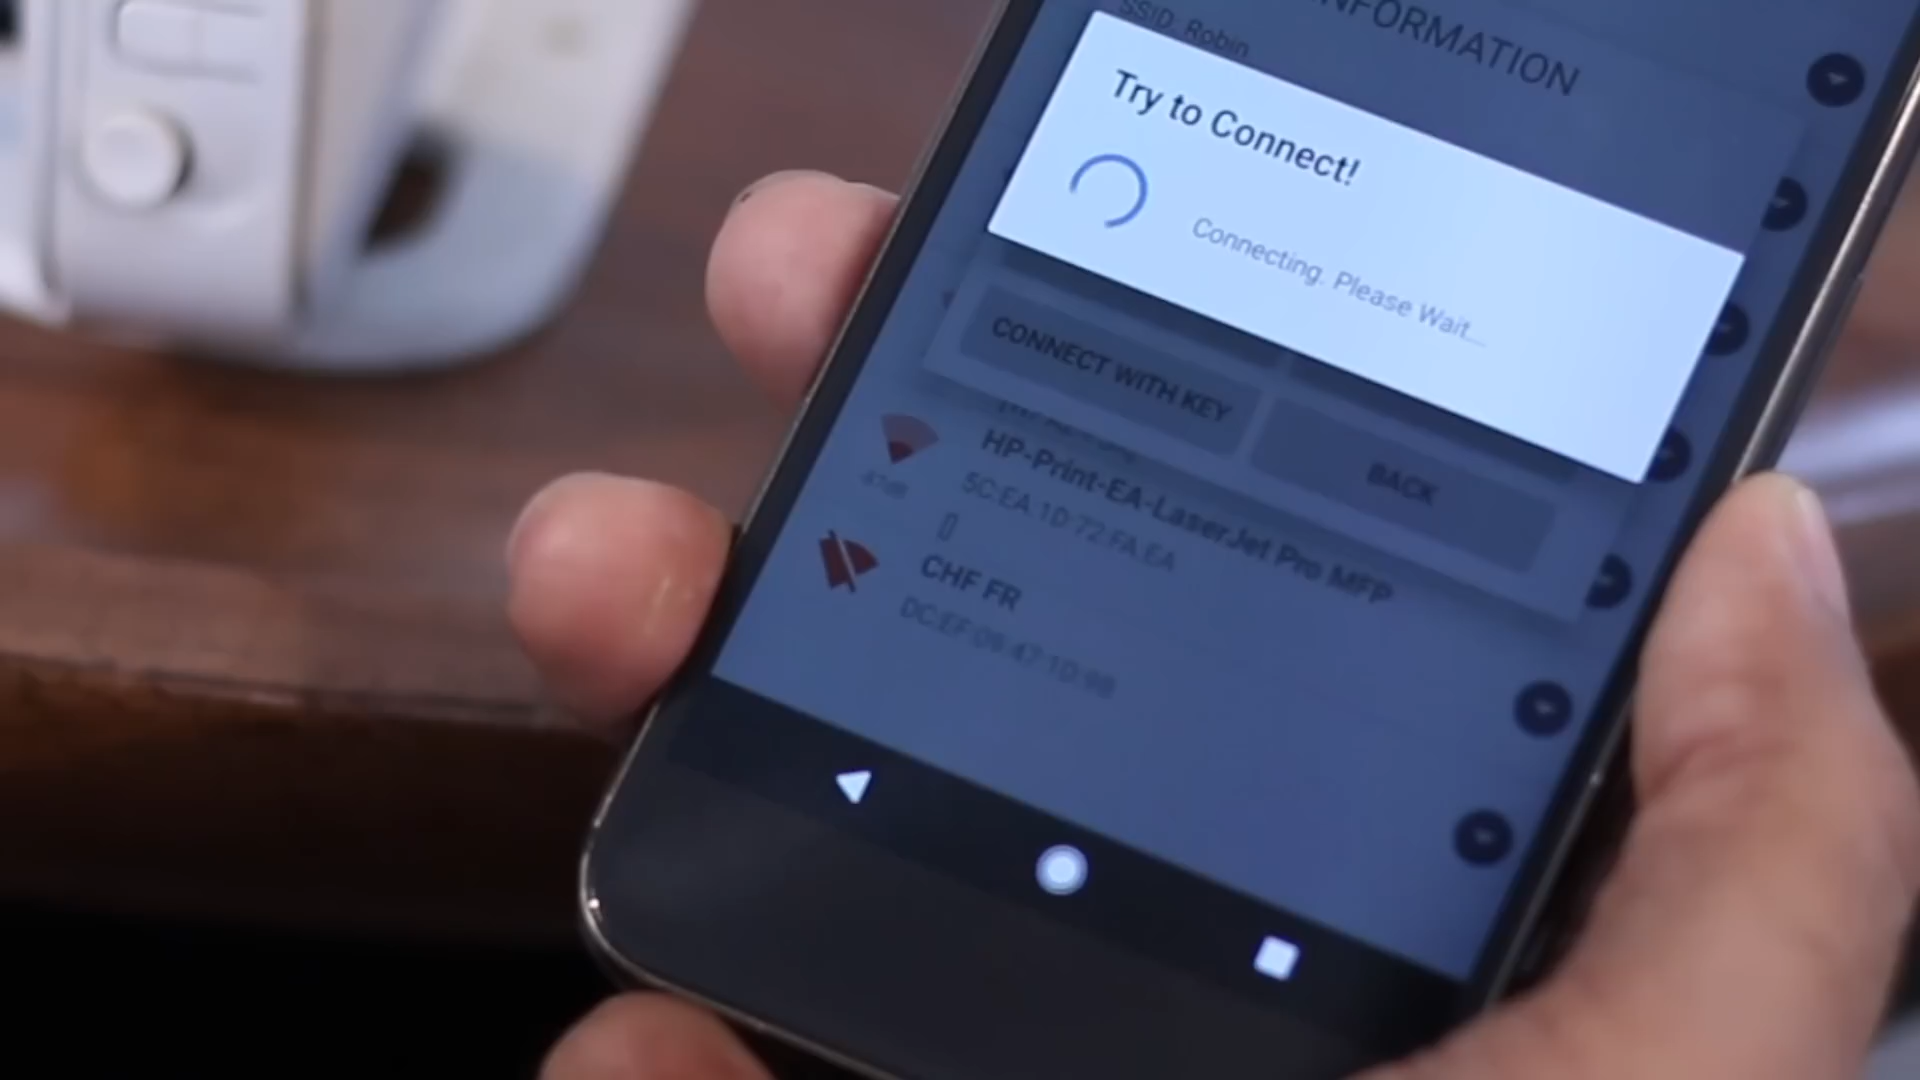 INFORMATION
SSID: Robin
Try to Connect!
Connecting. Please Wait...
CONNECT WITH KEY
BACK
HP-Print-EA-LaserJet Pro MFP
5C:EA:1D:72:FA:EA
[]
CHF FR
DC:EF:09:47:1D:98